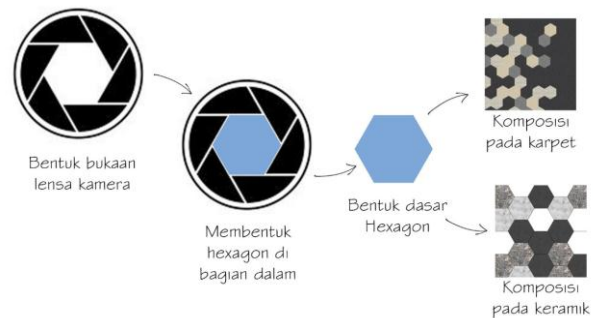 Bentuk bukaan
lensa kamera
Membentuk
hexagon di
bagian dalam
Bentuk dasar
Hexagon
Komposisi
pada karpet
Komposisi
pada keramik